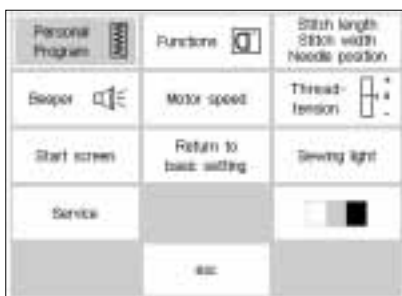 Personal
Program
Functions
Stitch length
Stitch width
Needle position
Beeper
Motor speed
Thread-
tension
+
-
Start screen
Return to
basic setting
Sewing light
Service
esc